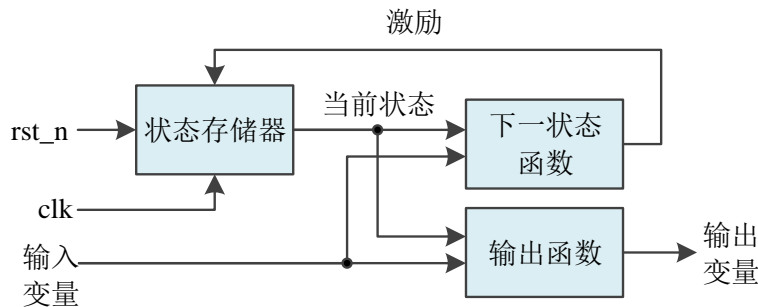 激励
当前状态
rst_n
状态存储器
下一状态
函数
clk
输入
变量
输出函数
输出
变量